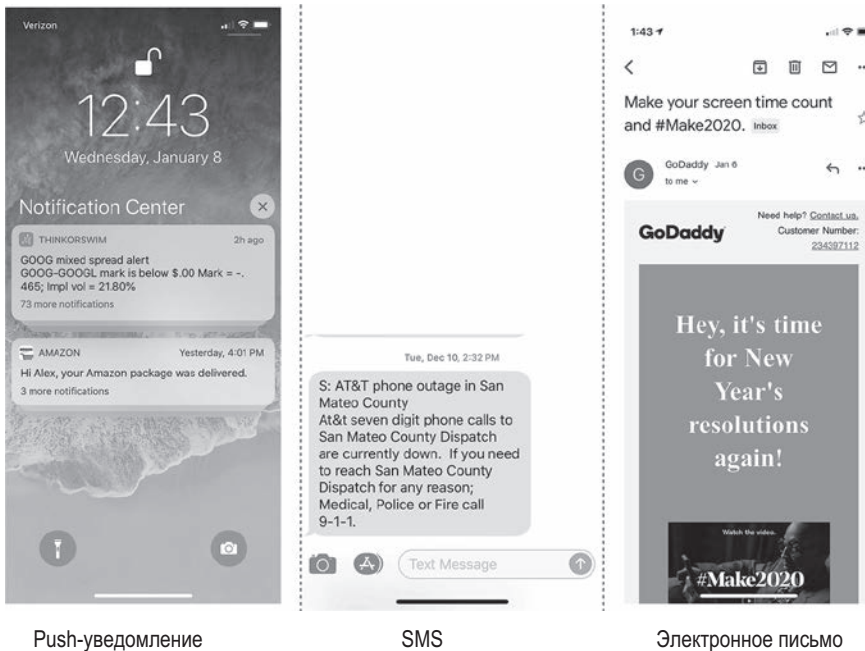 Verizon
12:43
Wednesday, January 8
Notification Center
THINKORSWIM 2h ago
GOOG mixed spread alert
GOOG-GOOGL mark is below $.00 Mark = -.
465; Impl vol = 21.80%
73 more notifications
AMAZON Yesterday, 4:01 PM
Hi Alex, your Amazon package was delivered.
3 more notifications
Push-уведомление
Tue, Dec 10, 2:32 PM
S: AT&T phone outage in San
Mateo County
At&t seven digit phone calls to
San Mateo County Dispatch
are currently down. If you need
to reach San Mateo County
Dispatch for any reason;
Medical, Police or Fire call
9-1-1.
Text Message
SMS
1:43
Make your screen time count
and #Make2020. Inbox
G
GoDaddy Jan 6
to me
Need help? Contact us.
GoDaddy
Customer Number:
234397112
Hey, it's time
for New
Year's
resolutions
again!
Watch the video.
#Make2020
Электронное письмо